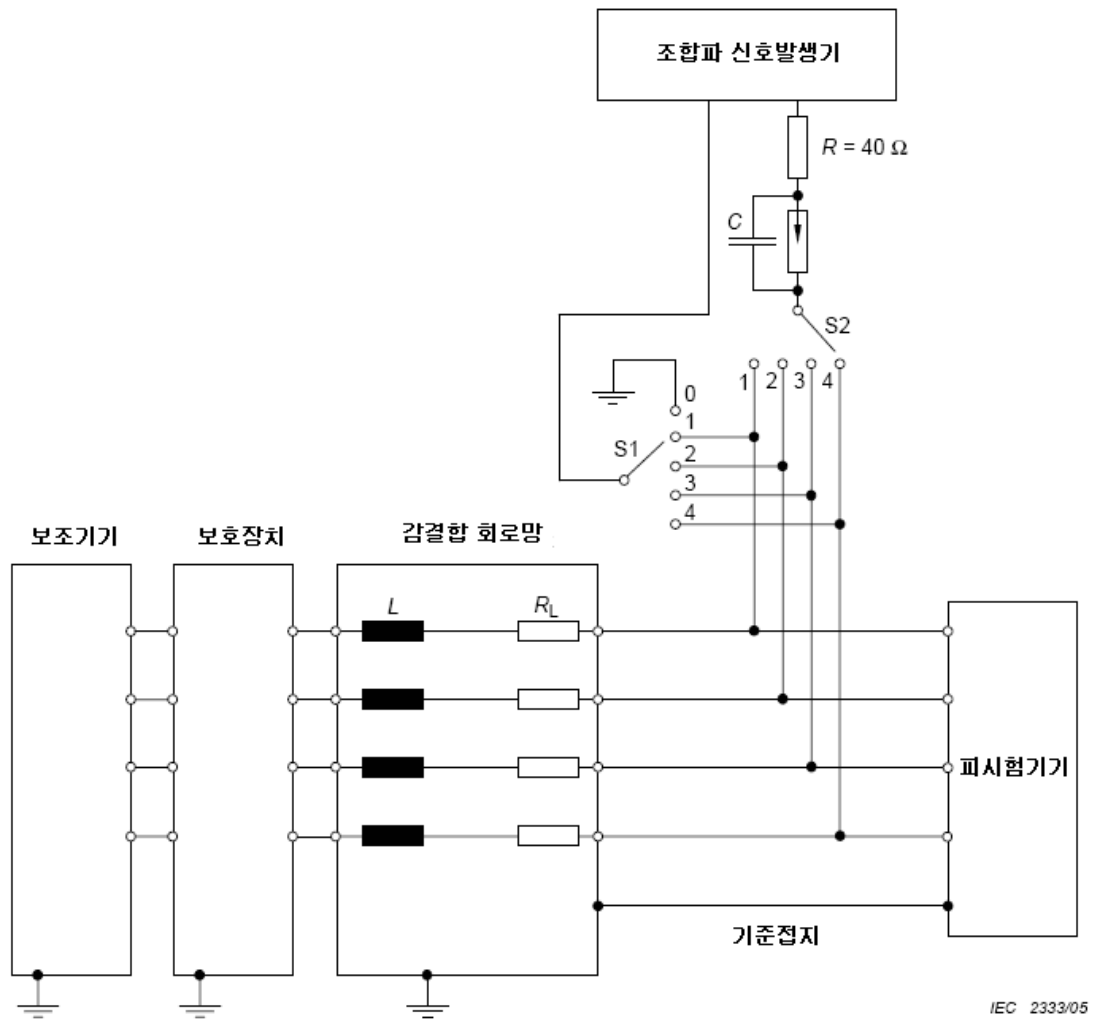 조합파 신호발생기
R = 40 Ω
C
S2
1 2 3 4
0
1
S1
2
3
4
보조기기
보호장치
감결합 회로망
L
RL
피시험기기
기준접지
IEC 2333/05